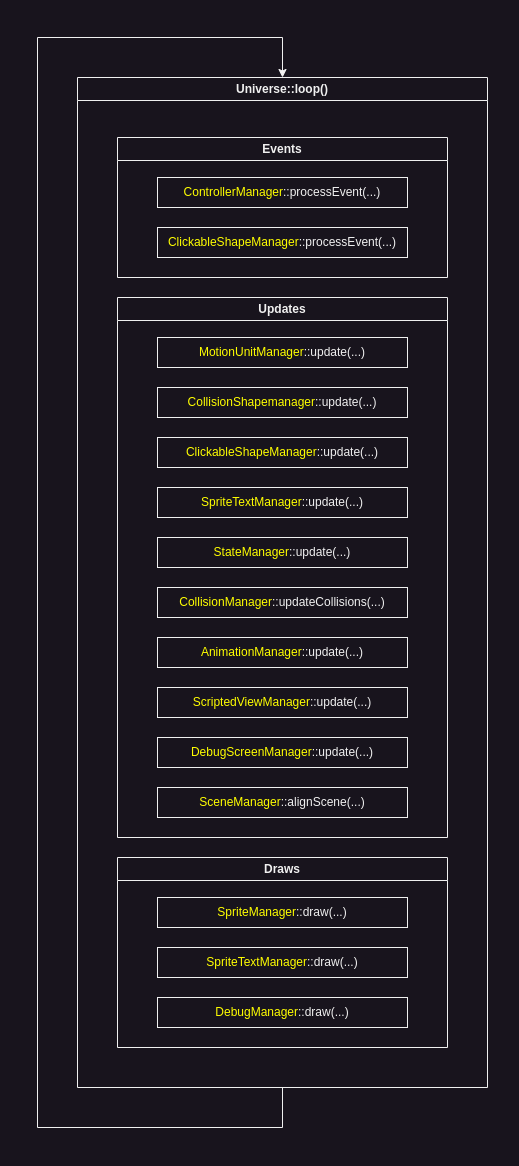 Universe::loop()
Events
ControllerManager::processEvent(...)
ClickableShapeManager::processEvent(...)
Updates
MotionUnitManager::update(...)
CollisionShapemanager::update(...)
ClickableShapeManager::update(...)
SpriteTextManager::update(...)
StateManager::update(...)
CollisionManager::updateCollisions(...)
AnimationManager::update(...)
ScriptedViewManager::update(...)
DebugScreenManager::update(...)
SceneManager::alignScene(...)
Draws
SpriteManager::draw(...)
SpriteTextManager::draw(...)
DebugManager::draw(...)